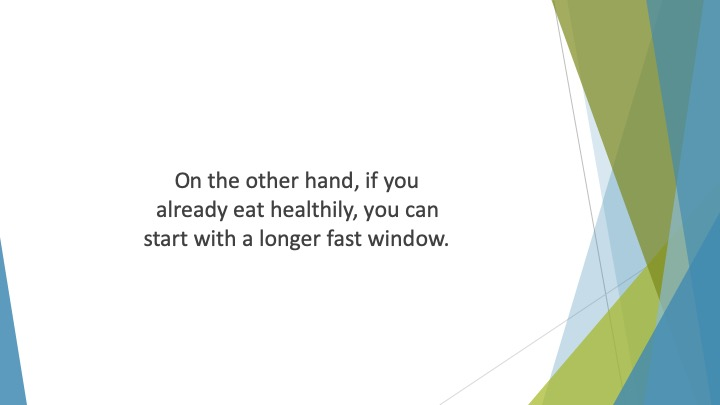 On the other hand, if you
already eat healthily, you can
start with a longer fast window.